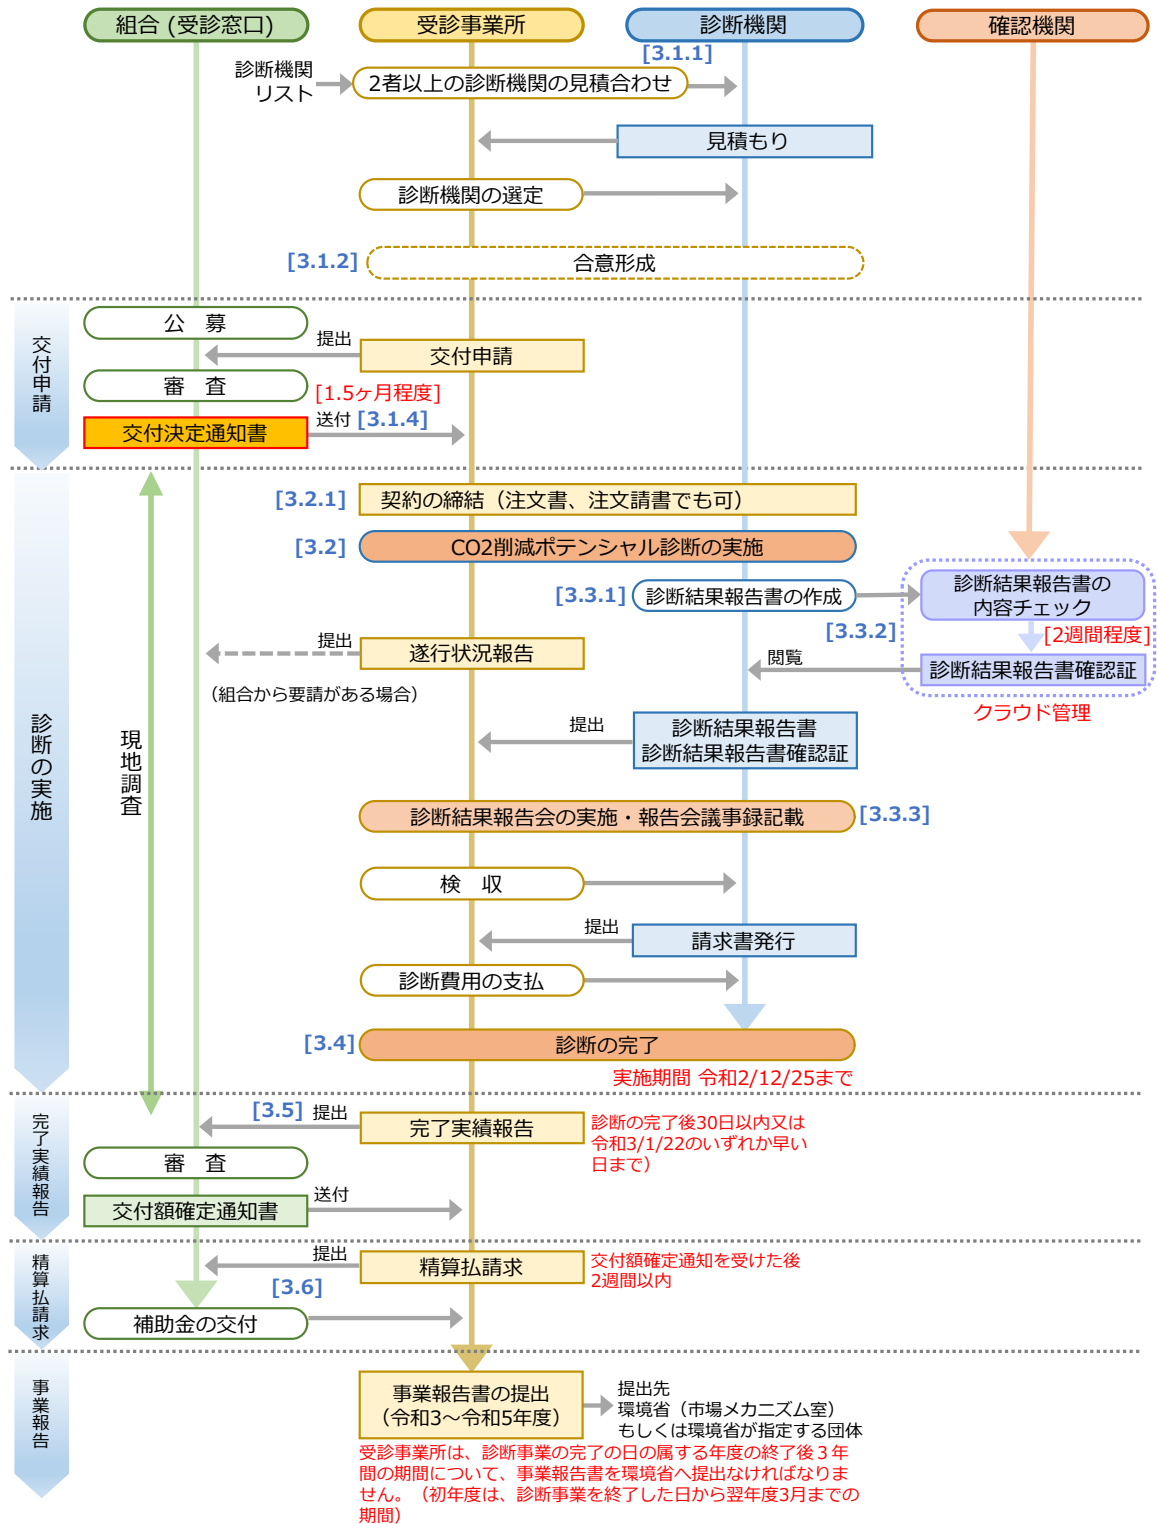 組合 (受診窓口)
受診事業所
診断機関
確認機関
[3.1.1]
診断機関
リスト
2者以上の診断機関の見積合わせ
見積もり
診断機関の選定
[3.1.2]
合意形成
交付申請
公　募
提出
交付申請
審　査
[1.5ヶ月程度]
交付決定通知書
送付 [3.1.4]
診断の実施
現地調査
[3.2.1]
契約の締結（注文書、注文請書でも可）
[3.2]
CO2削減ポテンシャル診断の実施
[3.3.1]
診断結果報告書の作成
診断結果報告書の
内容チェック
[3.3.2]
[2週間程度]
提出
遂行状況報告
閲覧
診断結果報告書確認証
（組合から要請がある場合）
クラウド管理
提出
診断結果報告書
診断結果報告書確認証
診断結果報告会の実施・報告会議事録記載
[3.3.3]
検　収
提出
請求書発行
診断費用の支払
[3.4]
診断の完了
実施期間 令和2/12/25まで
完了実績報告
[3.5]
提出
完了実績報告
診断の完了後30日以内又は
令和3/1/22のいずれか早い
日まで）
審　査
交付額確定通知書
送付
精算払請求
提出
精算払請求
交付額確定通知を受けた後
2週間以内
[3.6]
補助金の交付
事業報告
事業報告書の提出
（令和3～令和5年度）
提出先
環境省（市場メカニズム室）
もしくは環境省が指定する団体
受診事業所は、診断事業の完了の日の属する年度の終了後３年
間の期間について、事業報告書を環境省へ提出なければなりま
せん。（初年度は、診断事業を終了した日から翌年度3月までの
期間）